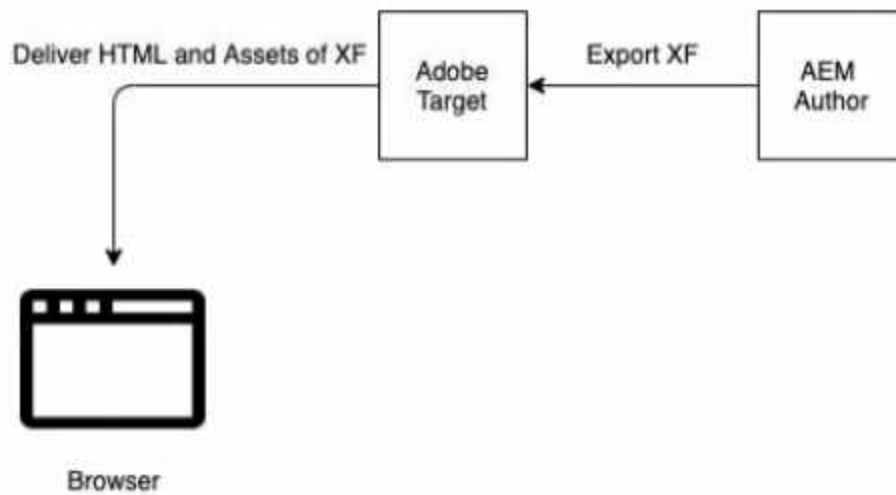 Deliver HTML and Assets of XF
Adobe
Target
Export XF
AEM
Author
Browser